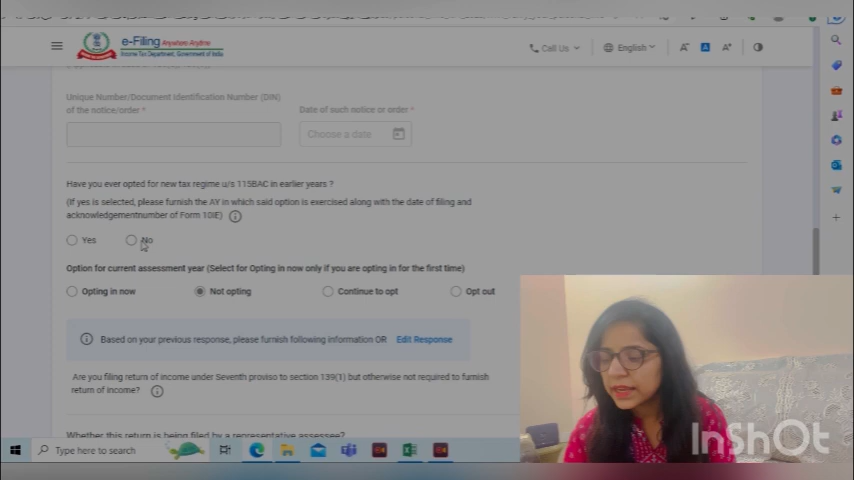 e-Filing Anywhere Anytime
Income Tax Department, Government of India
Call Us
English
A-
A
A+
Unique Number/Document Identification Number (DIN)
of the notice/order *
Date of such notice or order *
Choose a date
Have you ever opted for new tax regime u/s 115BAC in earlier years ?
(If yes is selected, please furnish the AY in which said option is exercised along with the date of filing and
acknowledgementnumber of Form 10IE)
Yes
No
Option for current assessment year (Select for Opting in now only if you are opting in for the first time)
Opting in now
Not opting
Continue to opt
Opt out
Based on your previous response, please furnish following information OR Edit Response
Are you filing return of income under Seventh proviso to section 139(1) but otherwise not required to furnish
return of income?
Whether this return is being filed by a representative assessee?
Type here to search
InShOt